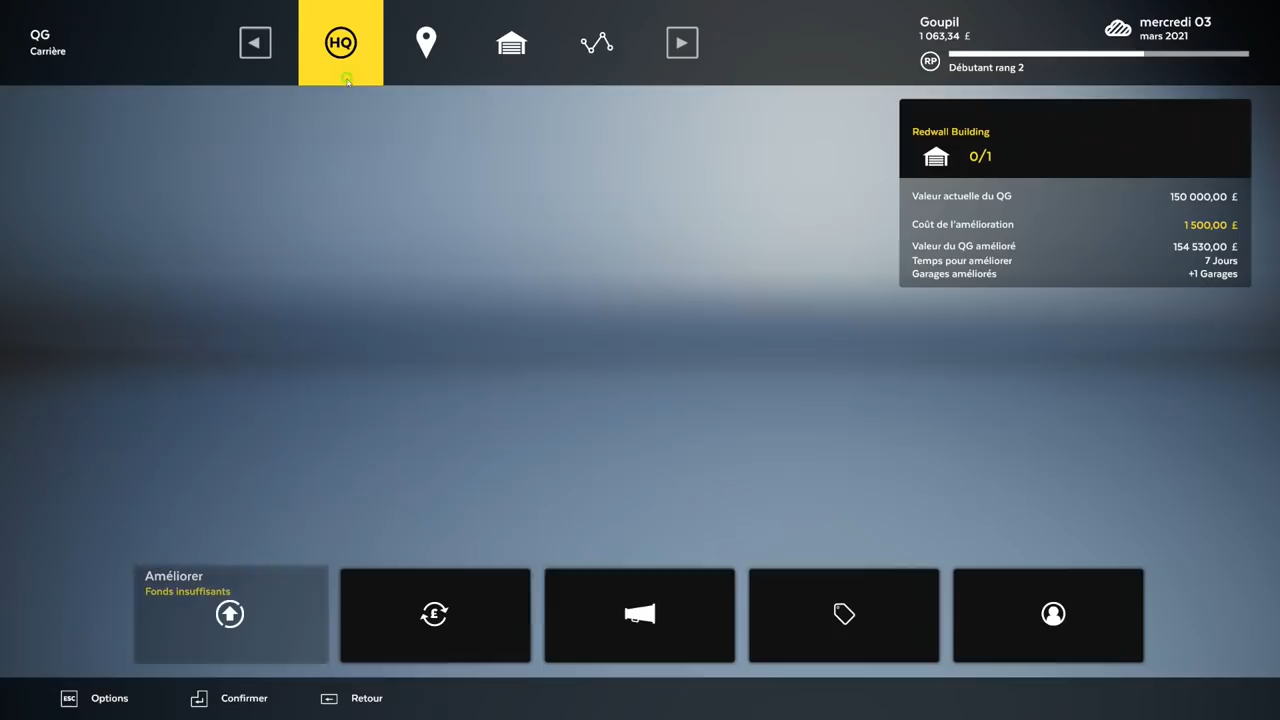 QG
Carrière
HQ
Goupil
1 063,34 £
mercredi 03
mars 2021
RP
Débutant rang 2
Redwall Building
0/1
Valeur actuelle du QG 150 000,00 £
Coût de l'amélioration 1 500,00 £
Valeur du QG amélioré 154 530,00 £
Temps pour améliorer 7 Jours
Garages améliorés +1 Garages
Améliorer
Fonds insuffisants
£
ESC Options Confirmer Retour